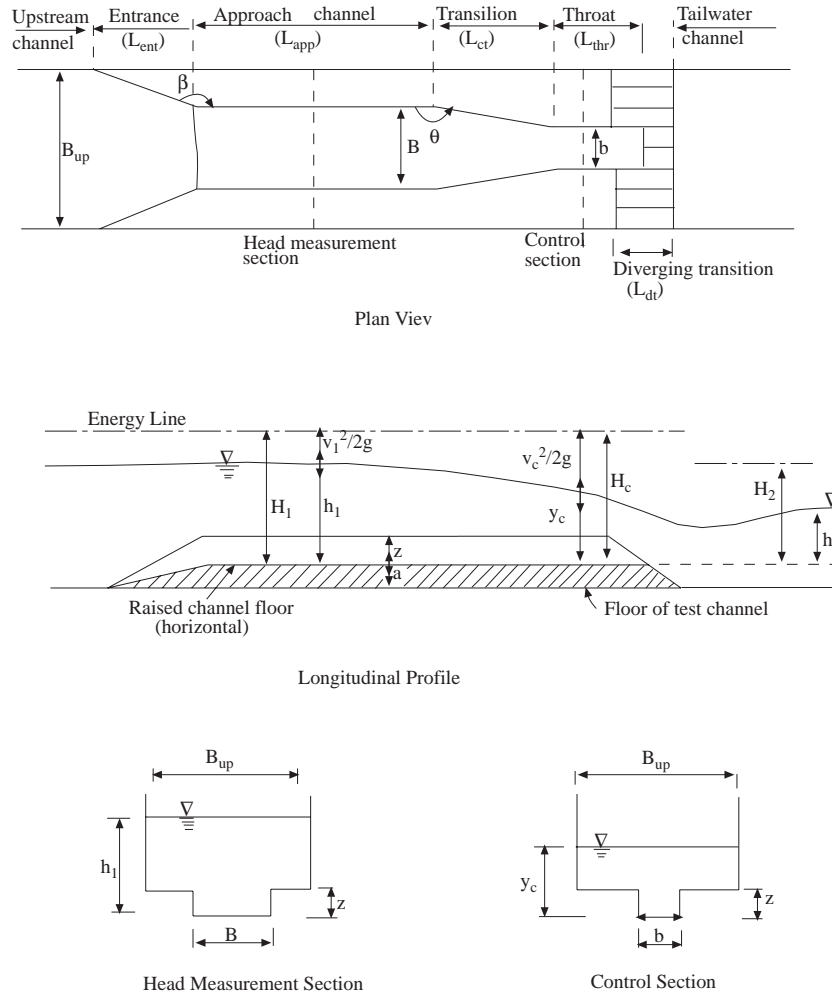 Upstream channel
Entrance (L_ent)
Approach channel (L_app)
Transilion (L_ct)
Throat (L_thr)
Tailwater channel
β
θ
B_up
B
b
Head measurement section
Control section
Diverging transition (L_dt)
Plan Viev
Energy Line
∇
v_1^2/2g
v_c^2/2g
H_1
h_1
H_c
y_c
H_2
∇
h
z
a
Raised channel floor (horizontal)
Floor of test channel
Longitudinal Profile
B_up
B_up
∇
∇
h_1
y_c
z
z
B
b
Head Measurement Section
Control Section